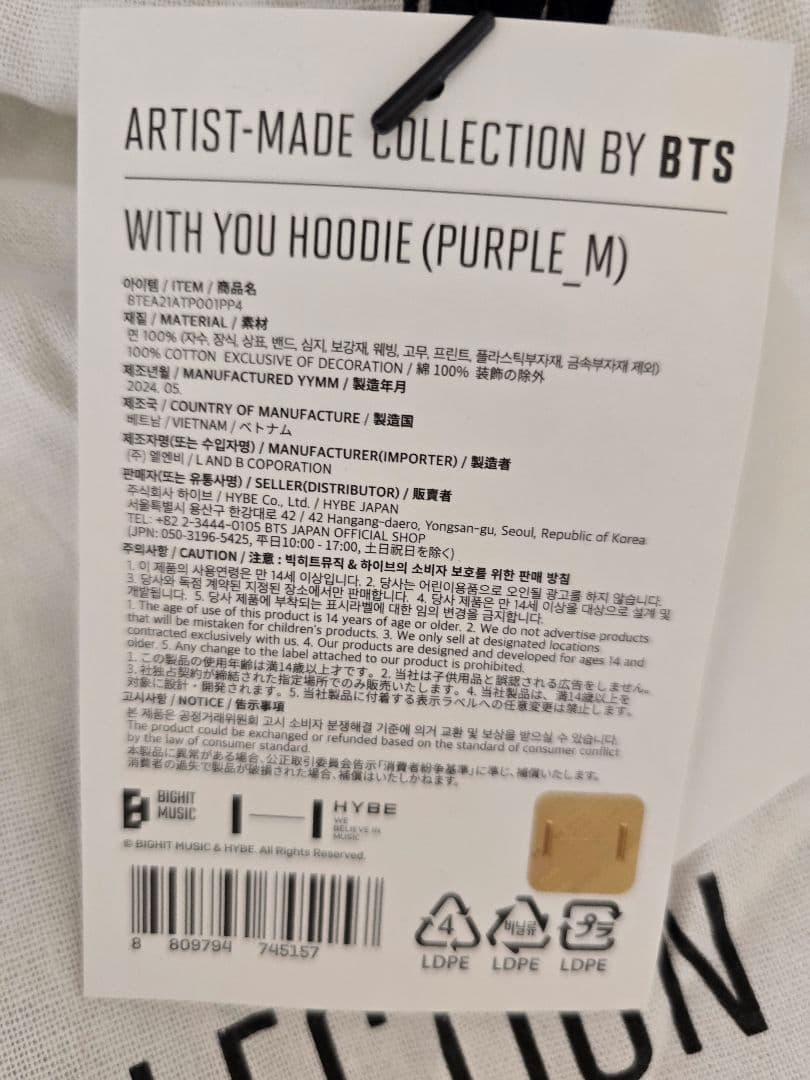 ARTIST-MADE COLLECTION BY BTS
WITH YOU HOODIE (PURPLE_M)
아이템 / ITEM / 商品名
BTEA21ATP001PP4
재질 / MATERIAL / 素材
면 100% (자수, 장식, 상표, 밴드, 심지, 보강재, 웨빙, 고무, 프린트, 플라스틱부자재, 금속부자재 제외)
100% COTTON EXCLUSIVE OF DECORATION / 綿 100% 装飾の除外
제조년월 / MANUFACTURED YYMM / 製造年月
2024. 05.
제조국 / COUNTRY OF MANUFACTURE / 製造国
베트남 / VIETNAM / ベトナム
제조자명(또는 수입자명) / MANUFACTURER(IMPORTER) / 製造者
(주) 엘엔비 / L AND B COPORATION
판매자(또는 유통사명) / SELLER(DISTRIBUTOR) / 販賣者
주식회사 하이브 / HYBE Co., Ltd. / HYBE JAPAN
서울특별시 용산구 한강대로 42 / 42 Hangang-daero, Yongsan-gu, Seoul, Republic of Korea
TEL: +82 2-3444-0105 BTS JAPAN OFFICIAL SHOP
(JPN: 050-3196-5425, 平日10:00 - 17:00, 土日祝日を除く)
주의사항 / CAUTION / 注意 : 빅히트뮤직 & 하이브의 소비자 보호를 위한 판매 방침
1. 이 제품의 사용연령은 만 14세 이상입니다. 2. 당사는 어린이용품으로 오인될 광고를 하지 않습니다.
3. 당사와 독점 계약된 지정된 장소에서만 판매합니다. 4. 당사 제품은 만 14세 이상을 대상으로 설계 및
개발됩니다. 5. 당사 제품에 부착되는 표시라벨에 대한 임의 변경을 금지합니다.
1. The age of use of this product is 14 years of age or older. 2. We do not advertise products
that will be mistaken for children's products. 3. We only sell at designated locations
contracted exclusively with us. 4. Our products are designed and developed for ages 14 and
older. 5. Any change to the label attached to our product is prohibited.
1. この製品の使用年齢は満14歳以上才です。2. 当社は子供用品と誤認される広告をしません。
3. 社独占契約が締結された指定場所でのみ販売いたします。4. 当社製品は、満14歳以上を
対象に設計・開発されます。5. 当社製品に付着する表示ラベルへの任意変更は禁止します。
고시사항 / NOTICE / 告示事項
본 제품은 공정거래위원회 고시 소비자 분쟁해결 기준에 의거 교환 및 보상을 받으실 수 있습니다.
The product could be exchanged or refunded based on the standard of consumer conflict
by the law of consumer standard.
本製品に異常がある場合、公正取引委員会告示「消費者紛争基準」に準じ、補償いたします。
消費者の過失で製品が破損された場合、補償はいたしかねます。
BIGHIT MUSIC
HYBE
WE BELIEVE IN MUSIC
© BIGHIT MUSIC & HYBE. All Rights Reserved.
8 809794 745157
4 비닐류 プラ
LDPE LDPE LDPE
LECTION